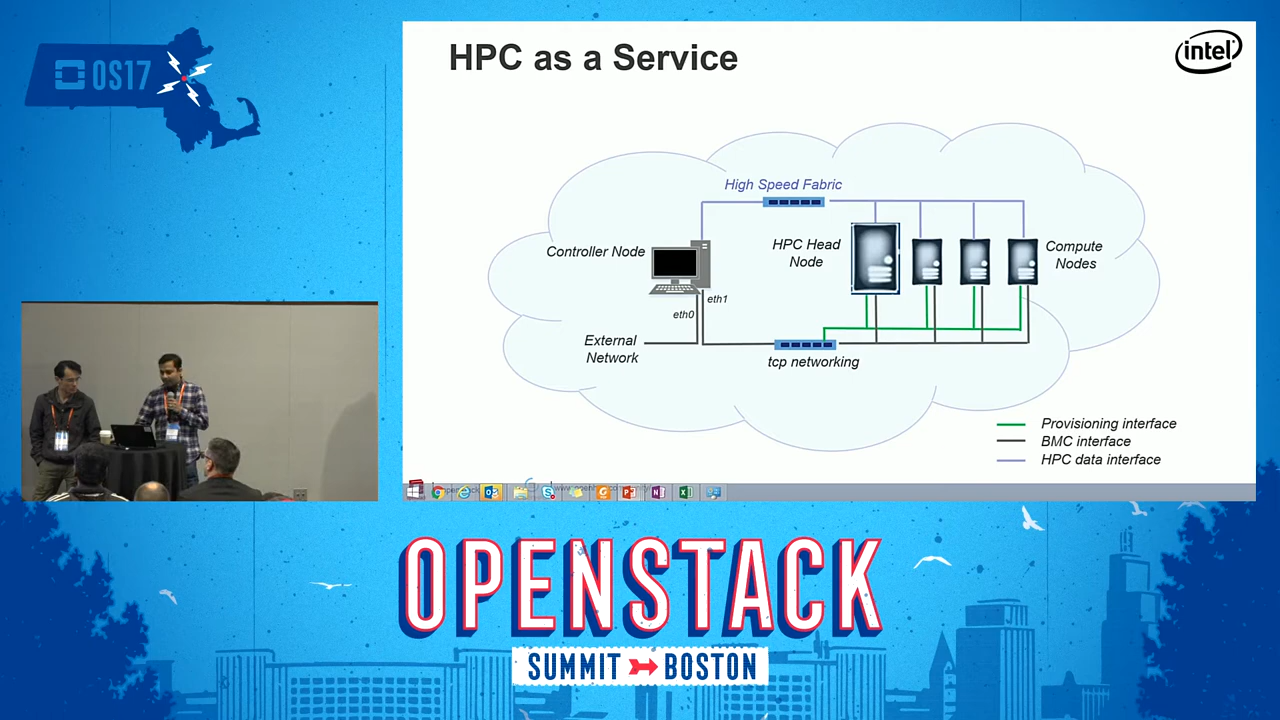 OS17
HPC as a Service
intel
High Speed Fabric
Controller Node
HPC Head
Node
Compute
Nodes
eth1
eth0
External
Network
tcp networking
Provisioning interface
BMC interface
HPC data interface
OPENSTACK
SUMMIT BOSTON